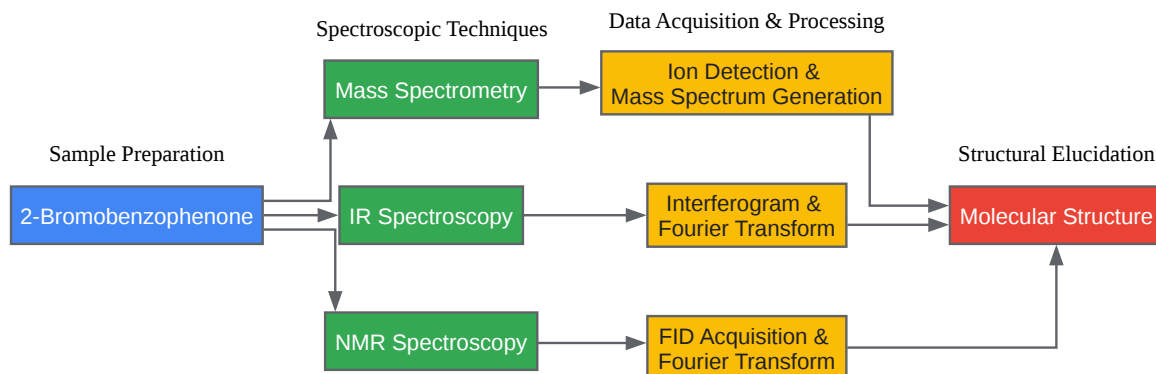 Spectroscopic Techniques
Data Acquisition & Processing
Mass Spectrometry
Ion Detection &
Mass Spectrum Generation
Sample Preparation
Structural Elucidation
2-Bromobenzophenone
IR Spectroscopy
Interferogram &
Fourier Transform
Molecular Structure
NMR Spectroscopy
FID Acquisition &
Fourier Transform